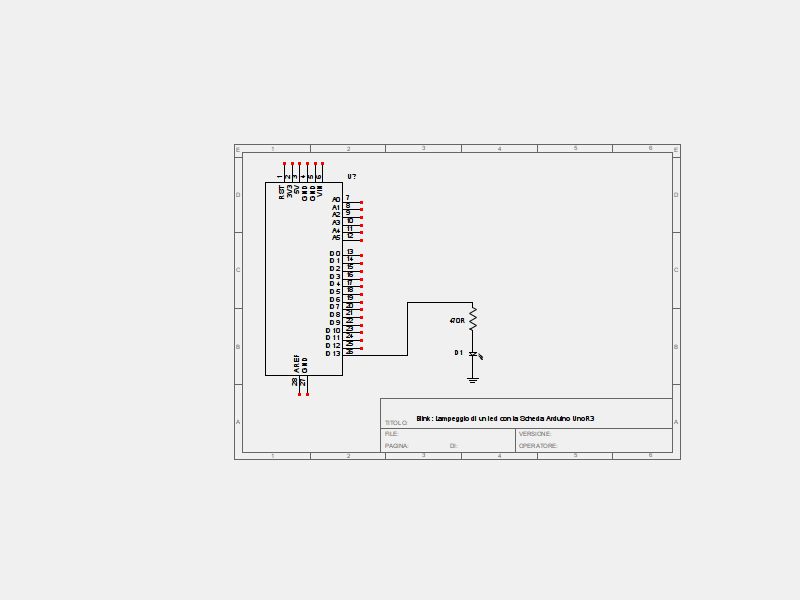 E 1 2 3 4 5 6 E
1 2 3 4 5 6
RST 3V3 5V GND GND VIN
U?
A0 7
A1 8
A2 9
A3 10
A4 11
A5 12
D D
D0 13
D1 14
D2 15
D3 16
D4 17
D5 18
D6 19
D7 20
D8 21
D9 22
D10 23
D11 24
D12 25
D13 26
C C
470R
D1
B B
AREF GND
28 27
A A
TITOLO: Blink: Lampeggio di un led con la Scheda Arduino UnoR3
FILE: VERSIONE:
PAGINA: DI: OPERATORE:
1 2 3 4 5 6